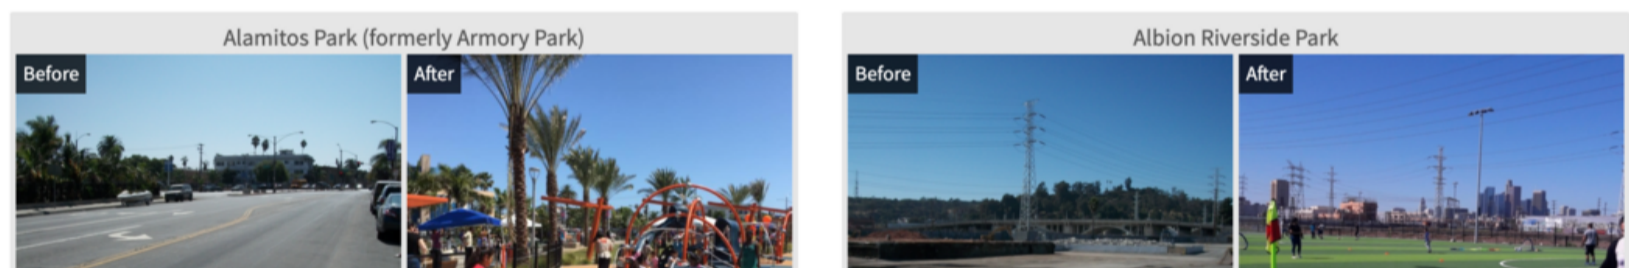 Alamitos Park (formerly Armory Park)
Before
After
Albion Riverside Park
Before
After